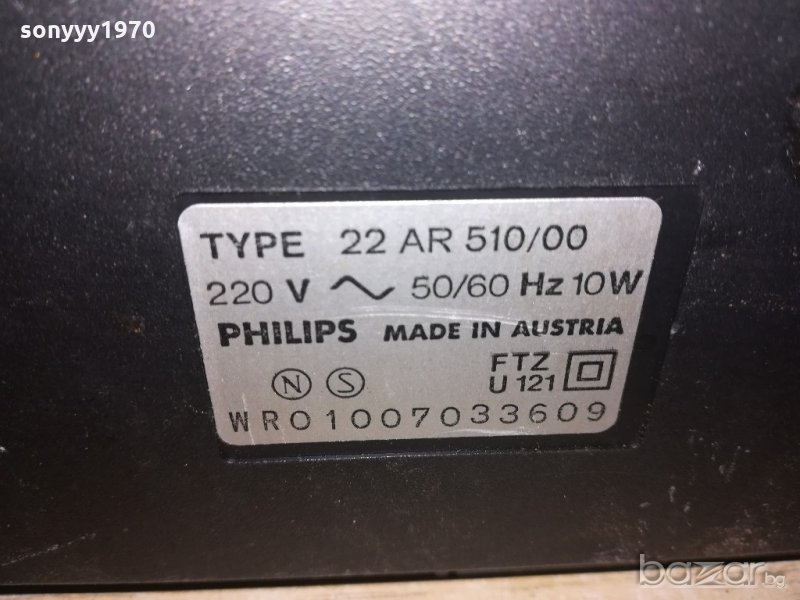 sonyyy1970
TYPE 22 AR 510/00
220 V 50/60 Hz 10W
PHILIPS MADE IN AUSTRIA
N S FTZ
U 121
WR01007033609
bazar.bg